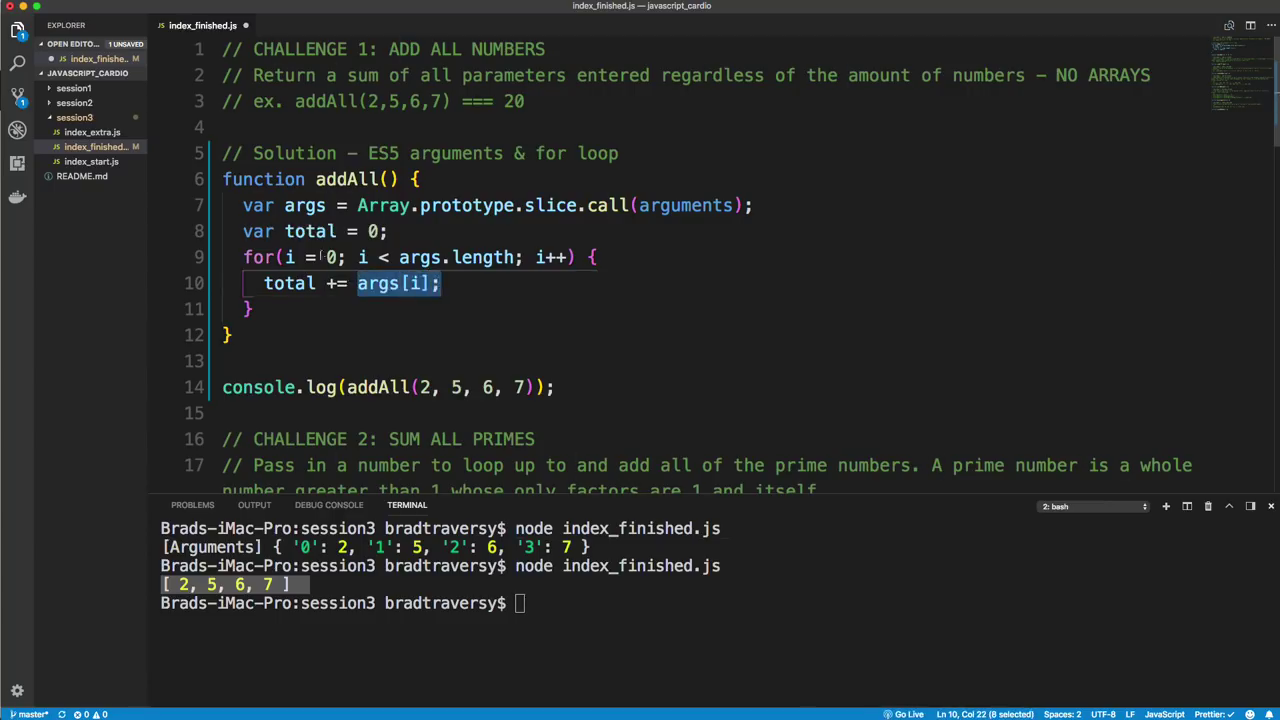 index_finished.js — javascript_cardio
EXPLORER
index_finished.js
OPEN EDITO... 1 UNSAVED
index_finishe... M
JAVASCRIPT_CARDIO
session1
session2
session3
JS index_extra.js
JS index_finished... M
JS index_start.js
README.md
1 // CHALLENGE 1: ADD ALL NUMBERS
2 // Return a sum of all parameters entered regardless of the amount of numbers - NO ARRAYS
3 // ex. addAll(2,5,6,7) === 20
4
5 // Solution - ES5 arguments & for loop
6 function addAll() {
7 var args = Array.prototype.slice.call(arguments);
8 var total = 0;
9 for(i = 0; i < args.length; i++) {
10 total += args[i];
11 }
12 }
13
14 console.log(addAll(2, 5, 6, 7));
15
16 // CHALLENGE 2: SUM ALL PRIMES
17 // Pass in a number to loop up to and add all of the prime numbers. A prime number is a whole
number greater than 1 whose only factors are 1 and itself
PROBLEMS OUTPUT DEBUG CONSOLE TERMINAL 2: bash
Brads-iMac-Pro:session3 bradtraversy$ node index_finished.js
[Arguments] { '0': 2, '1': 5, '2': 6, '3': 7 }
Brads-iMac-Pro:session3 bradtraversy$ node index_finished.js
[ 2, 5, 6, 7 ]
Brads-iMac-Pro:session3 bradtraversy$
master* 0 0 Go Live Ln 10, Col 22 (8 selected) Spaces: 2 UTF-8 LF JavaScript Prettier: ✓